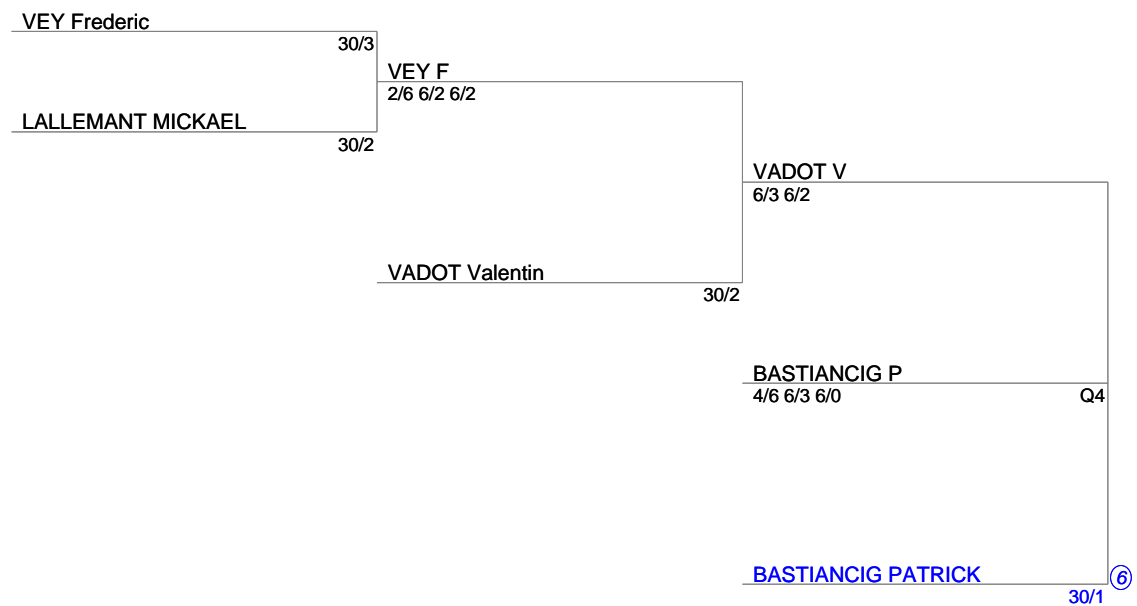 VEY Frederic
30/3
VEY F
2/6 6/2 6/2
LALLEMANT MICKAEL
30/2
VADOT V
6/3 6/2
VADOT Valentin
30/2
BASTIANCIG P
4/6 6/3 6/0
Q4
BASTIANCIG PATRICK
6
30/1